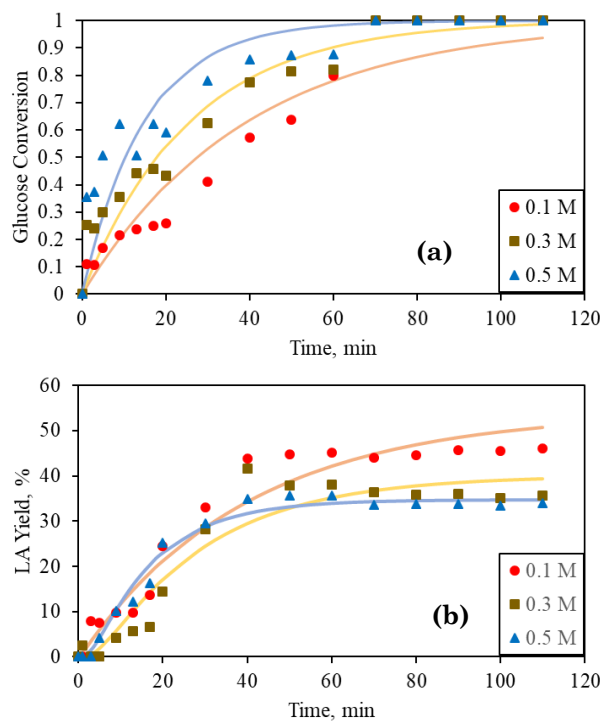 1
0.9
0.8
0.7
0.6
0.5
0.4
0.3
0.2
0.1
0
Glucose Conversion
(a)
0.1 M
0.3 M
0.5 M
0 20 40 60 80 100 120
Time, min
60
50
40
30
20
10
0
LA Yield, %
(b)
0.1 M
0.3 M
0.5 M
0 20 40 60 80 100 120
Time, min